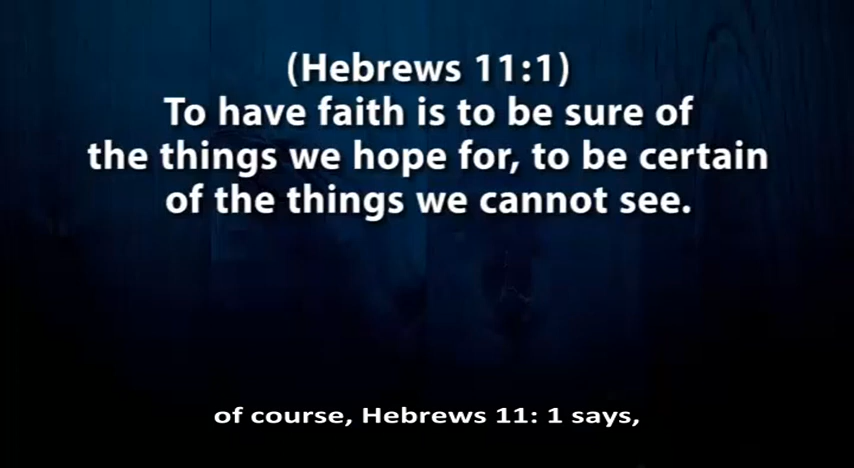 (Hebrews 11:1)
To have faith is to be sure of
the things we hope for, to be certain
of the things we cannot see.
of course, Hebrews 11: 1 says,